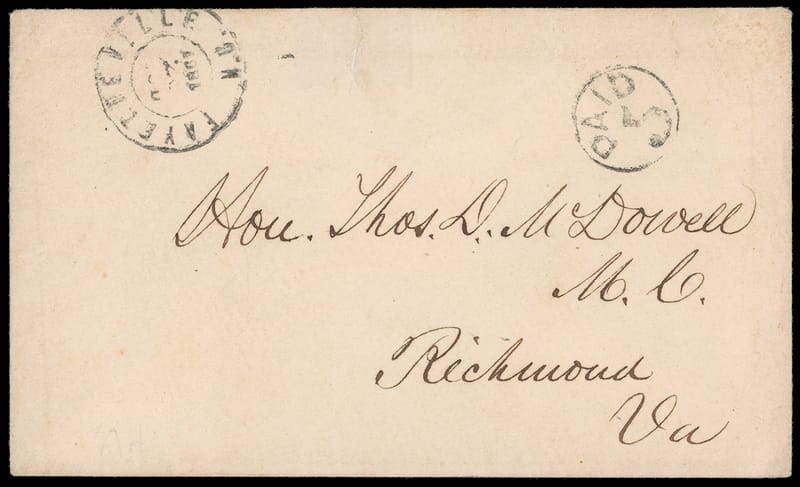 FAYETTEVILLE N.C.
PAID
5
Hon. Thos. D. McDowell
M. C.
Richmond
Va